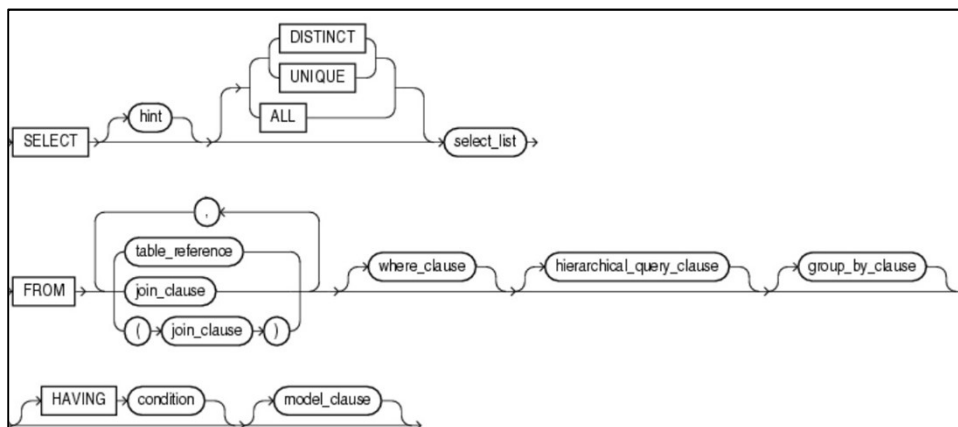 DISTINCT
UNIQUE
hint
ALL
SELECT
select_list
,
table_reference
where_clause
hierarchical_query_clause
group_by_clause
FROM
join_clause
( join_clause )
HAVING condition
model_clause